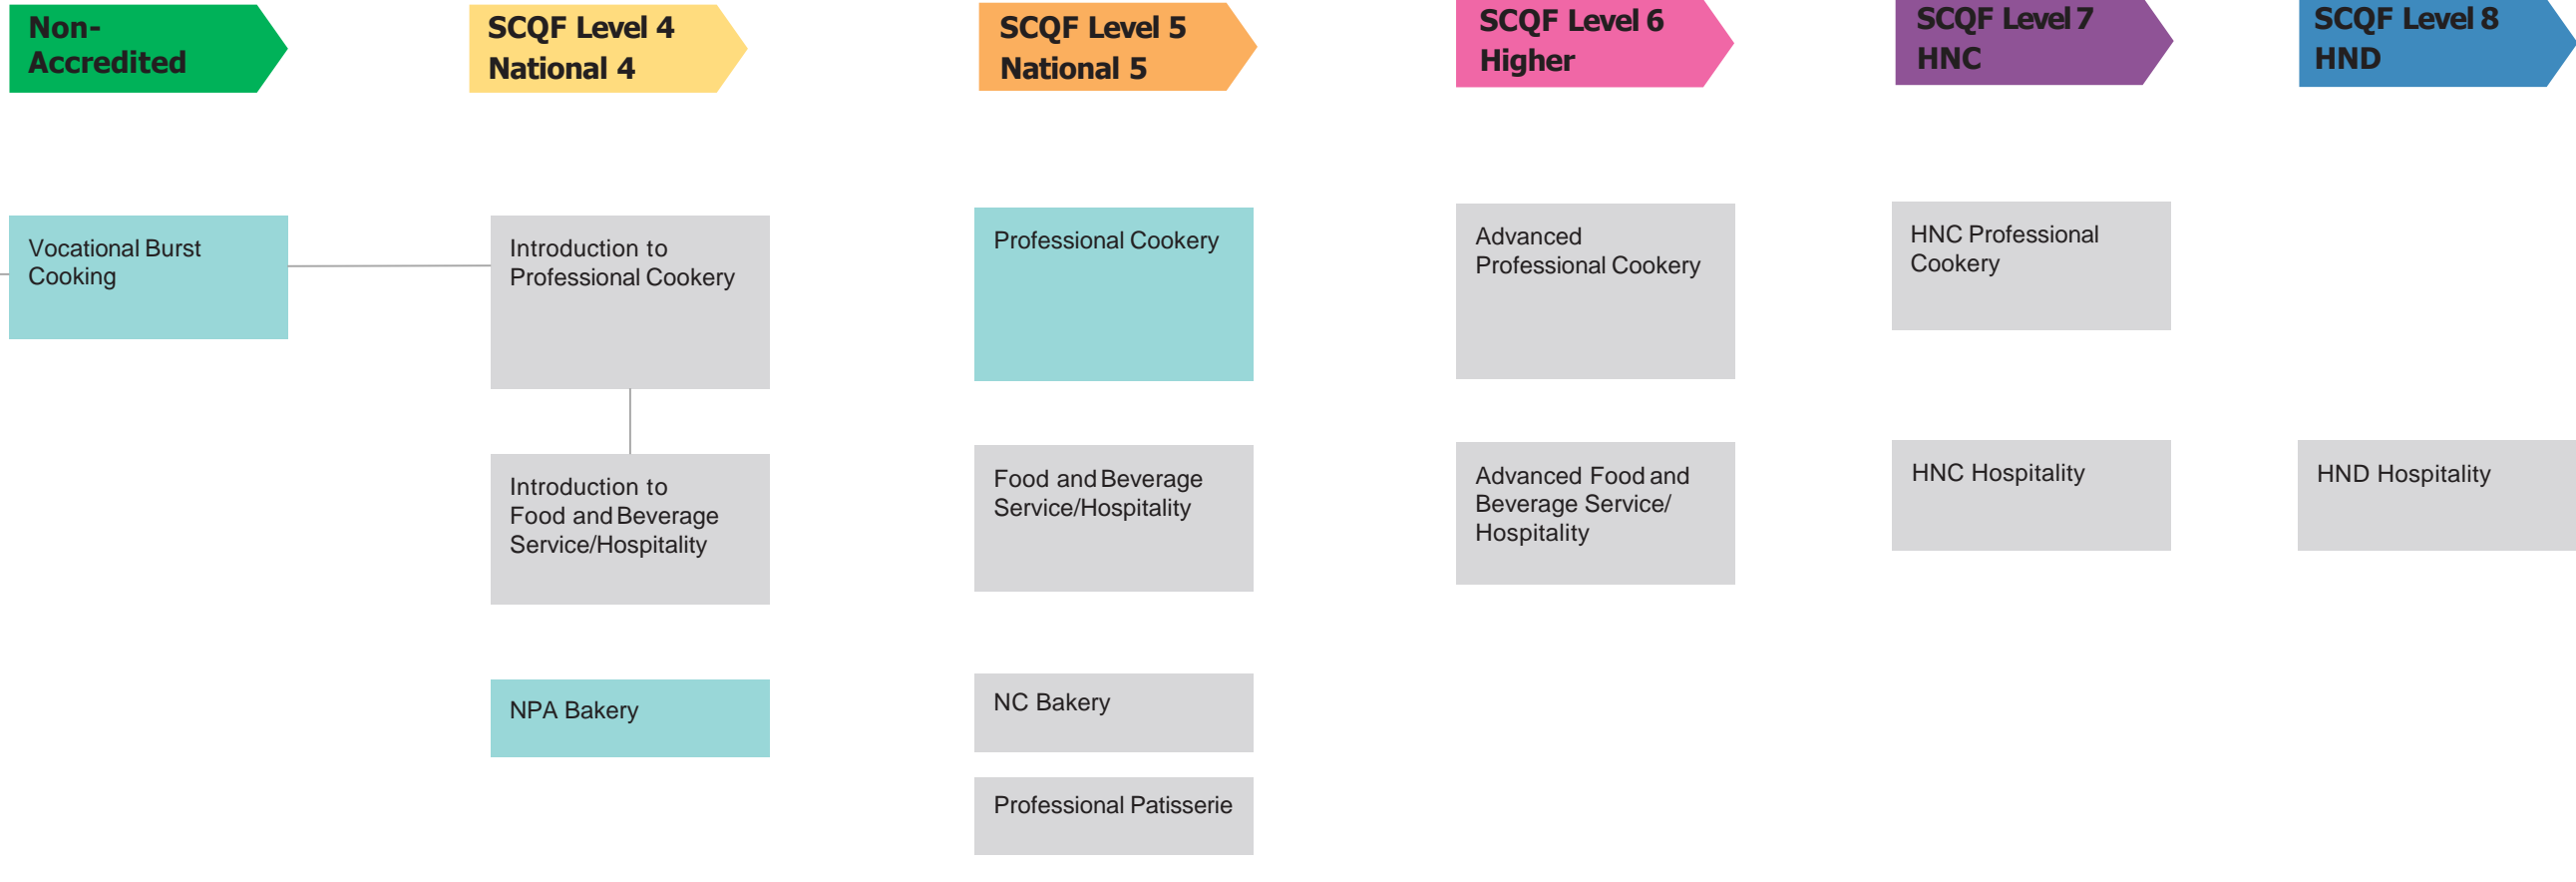 Non-
Accredited
SCQF Level 4
National 4
SCQF Level 5
National 5
SCQF Level 6
Higher
SCQF Level 7
HNC
SCQF Level 8
HND
Vocational Burst
Cooking
Introduction to
Professional Cookery
Professional Cookery
Advanced
Professional Cookery
HNC Professional
Cookery
Introduction to
Food and Beverage
Service/Hospitality
Food and Beverage
Service/Hospitality
Advanced Food and
Beverage Service/
Hospitality
HNC Hospitality
HND Hospitality
NPA Bakery
NC Bakery
Professional Patisserie